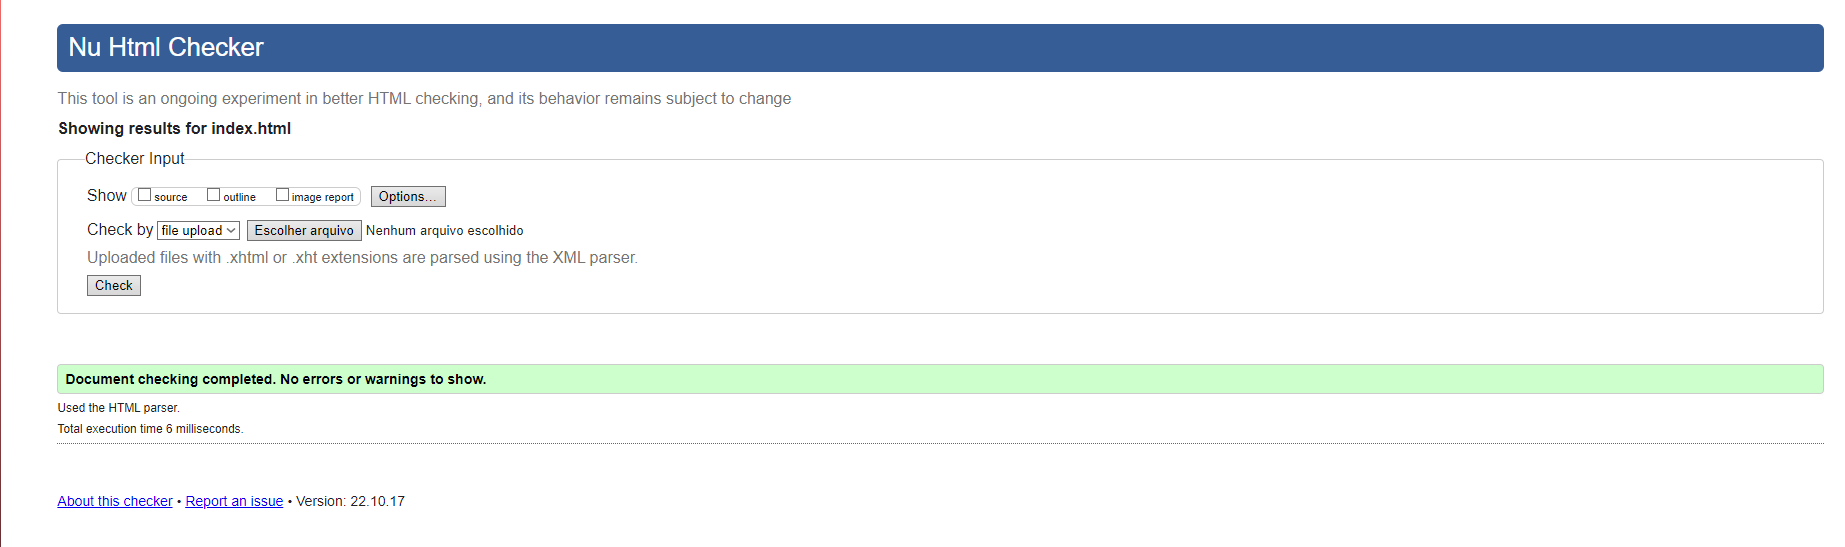 Nu Html Checker
This tool is an ongoing experiment in better HTML checking, and its behavior remains subject to change
Showing results for index.html
Checker Input
Show source outline image report Options...
Check by file upload Escolher arquivo Nenhum arquivo escolhido
Uploaded files with .xhtml or .xht extensions are parsed using the XML parser.
Check
Document checking completed. No errors or warnings to show.
Used the HTML parser.
Total execution time 6 milliseconds.
About this checker • Report an issue • Version: 22.10.17